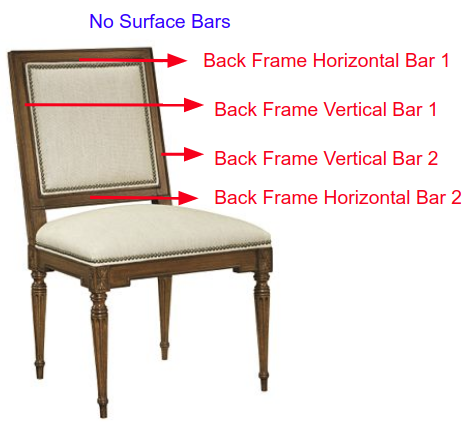 No Surface Bars
Back Frame Horizontal Bar 1
Back Frame Vertical Bar 1
Back Frame Vertical Bar 2
Back Frame Horizontal Bar 2